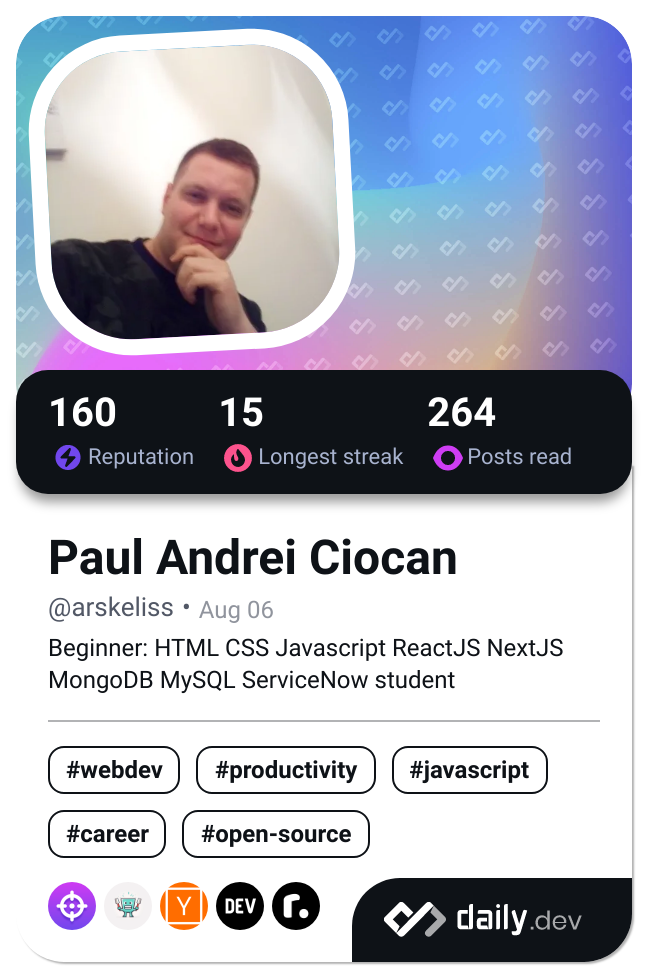 160 15 264
Reputation Longest streak Posts read
Paul Andrei Ciocan
@arskeliss • Aug 06
Beginner: HTML CSS Javascript ReactJS NextJS
MongoDB MySQL ServiceNow student
#webdev #productivity #javascript
#career #open-source
Y DEV r.
daily.dev